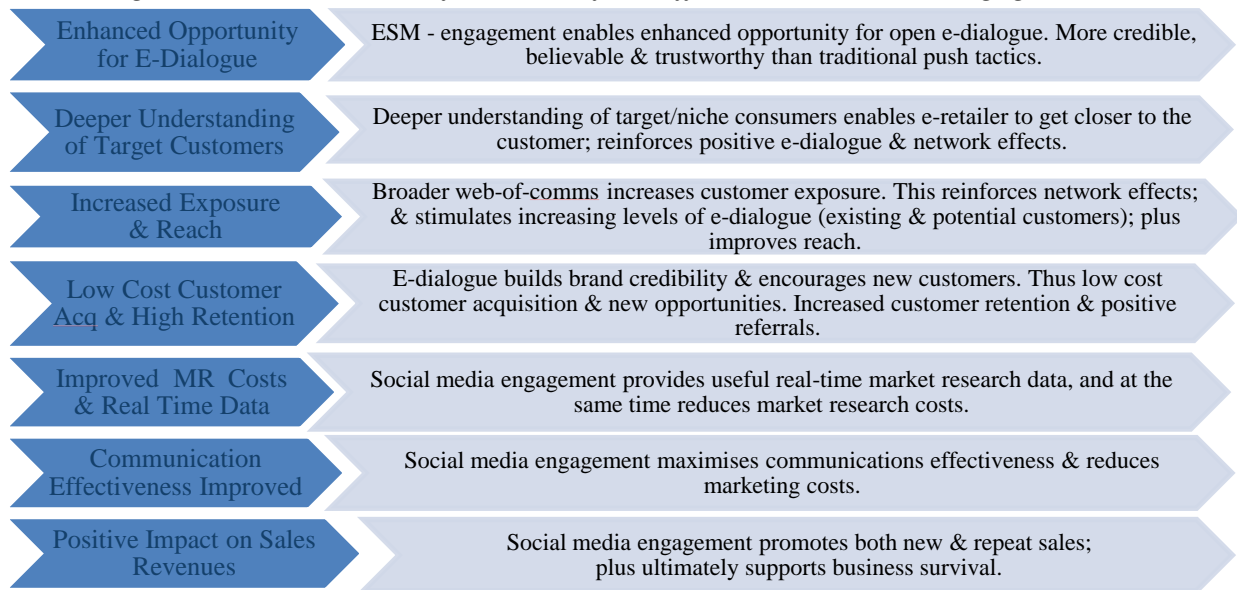 Enhanced Opportunity
for E-Dialogue
ESM - engagement enables enhanced opportunity for open e-dialogue. More credible,
believable & trustworthy than traditional push tactics.
Deeper Understanding
of Target Customers
Deeper understanding of target/niche consumers enables e-retailer to get closer to the
customer; reinforces positive e-dialogue & network effects.
Increased Exposure
& Reach
Broader web-of-comms increases customer exposure. This reinforces network effects;
& stimulates increasing levels of e-dialogue (existing & potential customers); plus
improves reach.
Low Cost Customer
Acq & High Retention
E-dialogue builds brand credibility & encourages new customers. Thus low cost
customer acquisition & new opportunities. Increased customer retention & positive
referrals.
Improved MR Costs
& Real Time Data
Social media engagement provides useful real-time market research data, and at the
same time reduces market research costs.
Communication
Effectiveness Improved
Social media engagement maximises communications effectiveness & reduces
marketing costs.
Positive Impact on Sales
Revenues
Social media engagement promotes both new & repeat sales;
plus ultimately supports business survival.